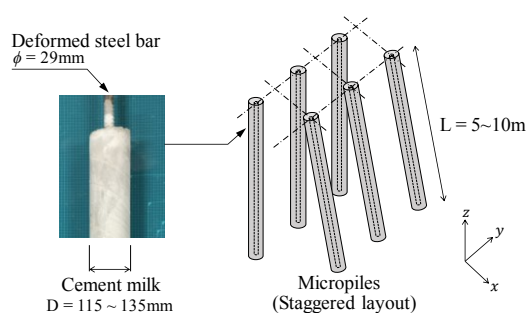 Deformed steel bar
ϕ = 29mm
L = 5~10m
Cement milk
D = 115 ~ 135mm
Micropiles
(Staggered layout)
z
y
x